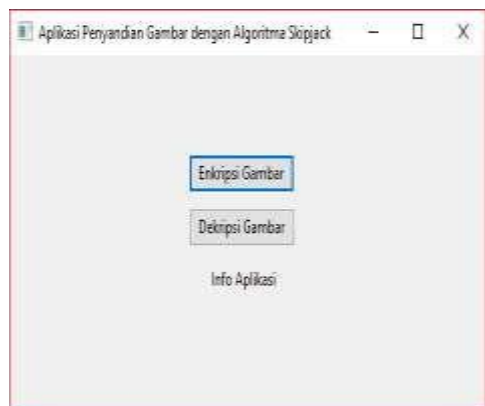 Aplikasi Penyandian Gambar dengan Algoritma Skipjack
Enkripsi Gambar
Dekripsi Gambar
Info Aplikasi